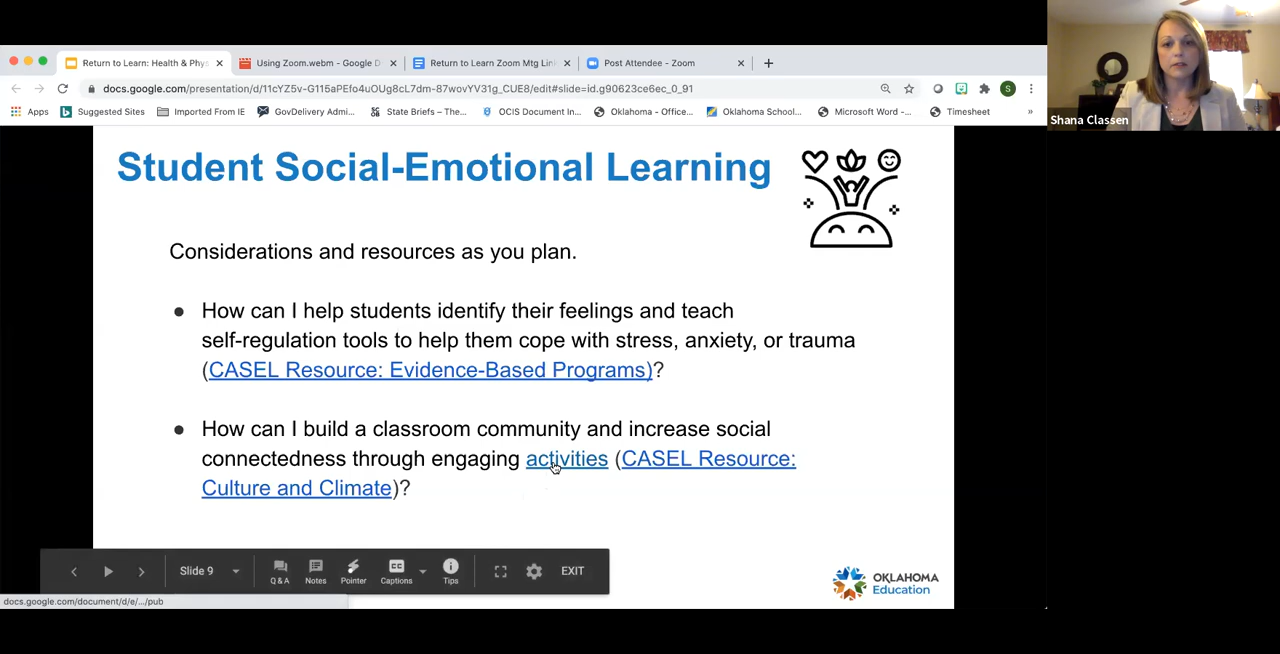 Return to Learn: Health & Phys
Using Zoom.webm - Google D
Return to Learn Zoom Mtg Lin
Post Attendee - Zoom
docs.google.com/presentation/d/11cYZ5v-G115aPEfo4uOUg8cL7dm-87wovYV31g_CUE8/edit#slide=id.g90623ce6ec_0_91
S
Apps
Suggested Sites
Imported From IE
GovDelivery Admi...
State Briefs – The...
OCIS Document In...
Oklahoma - Office...
Oklahoma School...
Microsoft Word -...
Timesheet
»
Shana Classen
Student Social-Emotional Learning
Considerations and resources as you plan.
● How can I help students identify their feelings and teach
self-regulation tools to help them cope with stress, anxiety, or trauma
(CASEL Resource: Evidence-Based Programs)?
● How can I build a classroom community and increase social
connectedness through engaging activities (CASEL Resource:
Culture and Climate)?
Slide 9
Q & A
Notes
Pointer
CC
Captions
Tips
EXIT
OKLAHOMA
Education
docs.google.com/document/d/e/.../pub